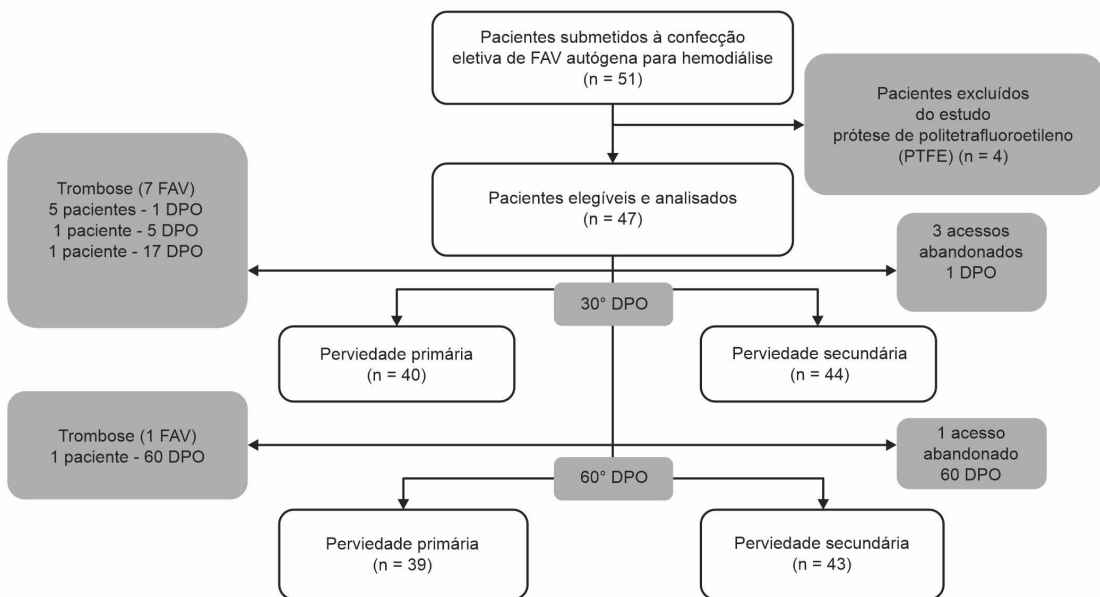 Pacientes submetidos à confecção
eletiva de FAV autógena para hemodiálise
(n = 51)
Pacientes excluídos
do estudo
prótese de politetrafluoroetileno
(PTFE) (n = 4)
Pacientes elegíveis e analisados
(n = 47)
Trombose (7 FAV)
5 pacientes - 1 DPO
1 paciente - 5 DPO
1 paciente - 17 DPO
3 acessos
abandonados
1 DPO
30° DPO
Perviedade primária
(n = 40)
Perviedade secundária
(n = 44)
Trombose (1 FAV)
1 paciente - 60 DPO
1 acesso
abandonado
60 DPO
60° DPO
Perviedade primária
(n = 39)
Perviedade secundária
(n = 43)